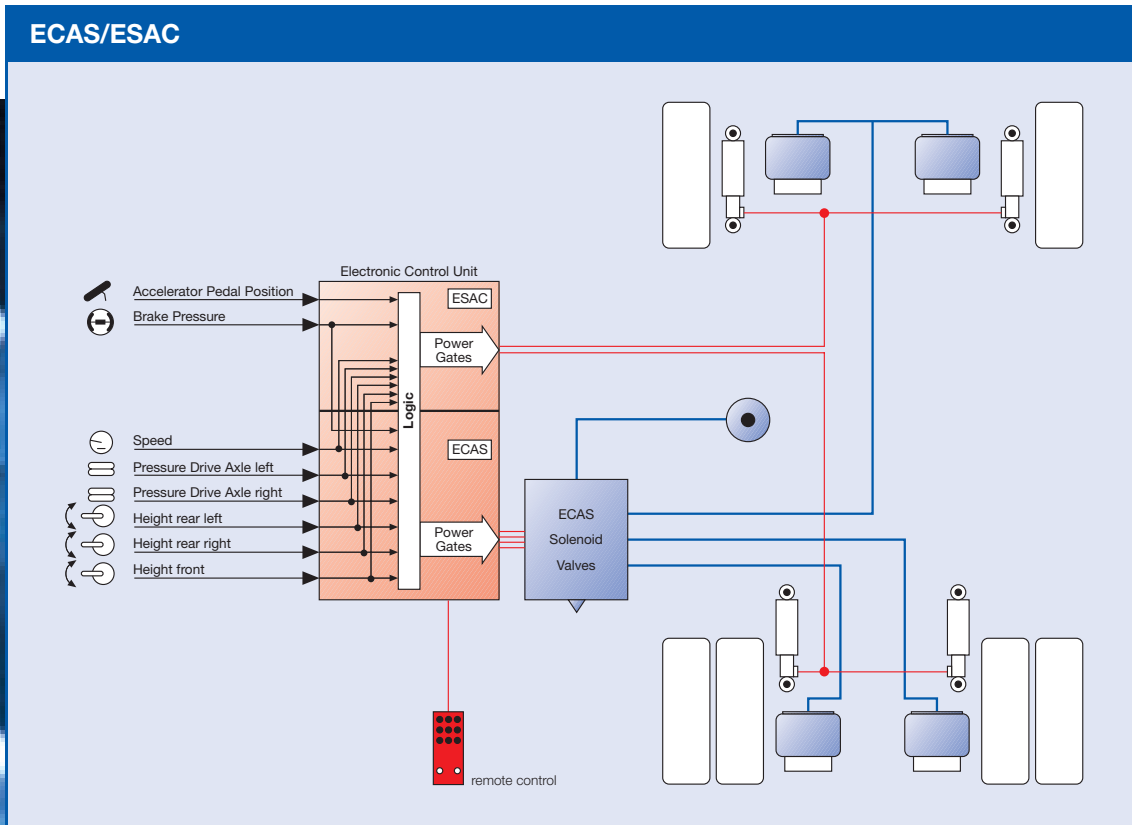 ECAS/ESAC
Electronic Control Unit
Accelerator Pedal Position
Brake Pressure
ESAC
Power
Gates
Logic
Speed
Pressure Drive Axle left
Pressure Drive Axle right
Height rear left
Height rear right
Height front
ECAS
Power
Gates
ECAS
Solenoid
Valves
remote control